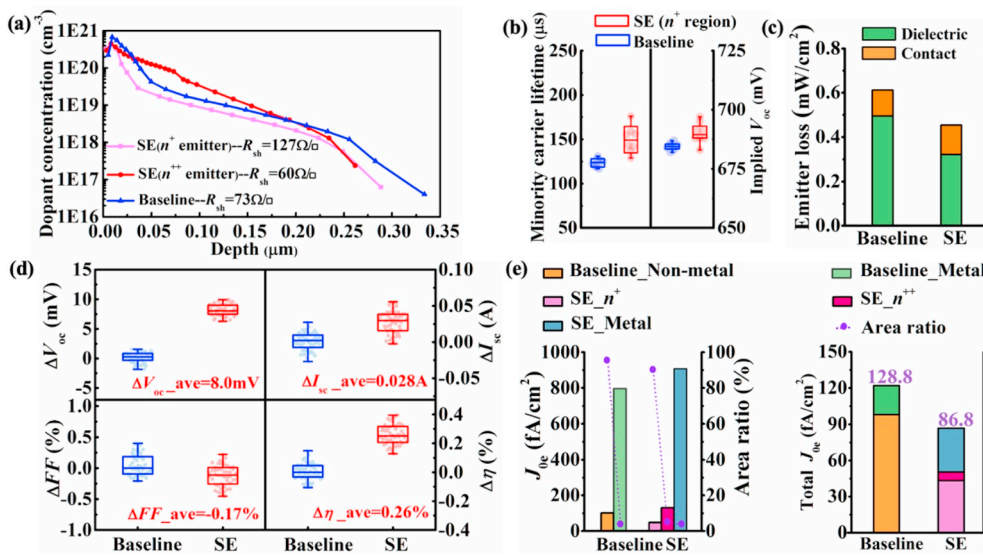 (a)
Dopant concentration (cm⁻³)
1E21
1E20
1E19
1E18
1E17
1E16
SE(n⁺ emitter)--Rsh=127Ω/□
SE(n⁺⁺ emitter)--Rsh=60Ω/□
Baseline--Rsh=73Ω/□
0.00 0.05 0.10 0.15 0.20 0.25 0.30 0.35
Depth (μm)
(b)
SE (n⁺ region)
Baseline
Minority carrier lifetime (μs)
250
225
200
175
150
125
100
75
50
725
700
675
650
Implied Voc (mV)
(c)
Dielectric
Contact
Emitter loss (mW/cm²)
0.8
0.6
0.4
0.2
0.0
Baseline SE
(d)
ΔVoc (mV)
15
10
5
0
-5
ΔVoc_ave=8.0mV
ΔIsc_ave=0.028A
0.10
0.05
0.00
-0.05
ΔIsc (A)
ΔFF (%)
1.0
0.5
0.0
-0.5
-1.0
ΔFF_ave=-0.17%
Δη_ave=0.26%
0.4
0.2
0.0
-0.2
-0.4
Δη (%)
Baseline SE Baseline SE
(e)
Baseline_Non-metal
Baseline_Metal
SE_n⁺
SE_n⁺⁺
SE_Metal
Area ratio
J0e (fA/cm²)
1000
800
600
400
200
0
100
80
60
40
20
0
Area ratio (%)
Baseline SE
Total J0e (fA/cm²)
150
120
90
60
30
0
128.8
86.8
Baseline SE